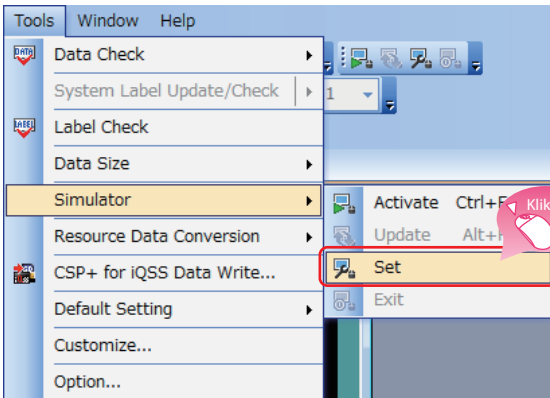 Tools Window Help
Data Check
System Label Update/Check
1
Label Check
Data Size
Simulator
Activate Ctrl+F
Klik
Resource Data Conversion
Update Alt+F
CSP+ for iQSS Data Write...
Set
Default Setting
Exit
Customize...
Option...